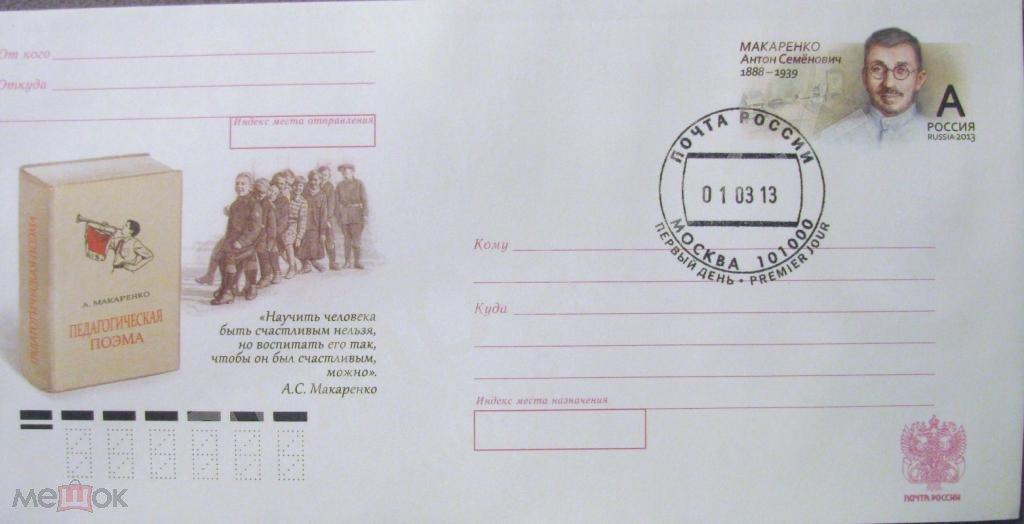 От кого
Откуда
Индекс места отправления
ПЕДАГОГИЧЕСКАЯ ПОЭМА
А. МАКАРЕНКО
ПЕДАГОГИЧЕСКАЯ
ПОЭМА
«Научить человека
быть счастливым нельзя,
но воспитать его так,
чтобы он был счастливым,
можно».
А.С. Макаренко
МАКАРЕНКО
Антон Семёнович
1888–1939
А
РОССИЯ
RUSSIA·2013
ПОЧТА РОССИИ
01 03 13
МОСКВА 101000
ПЕРВЫЙ ДЕНЬ • PREMIER JOUR
Кому
Куда
Индекс места назначения
ПОЧТА РОССИИ
мешок